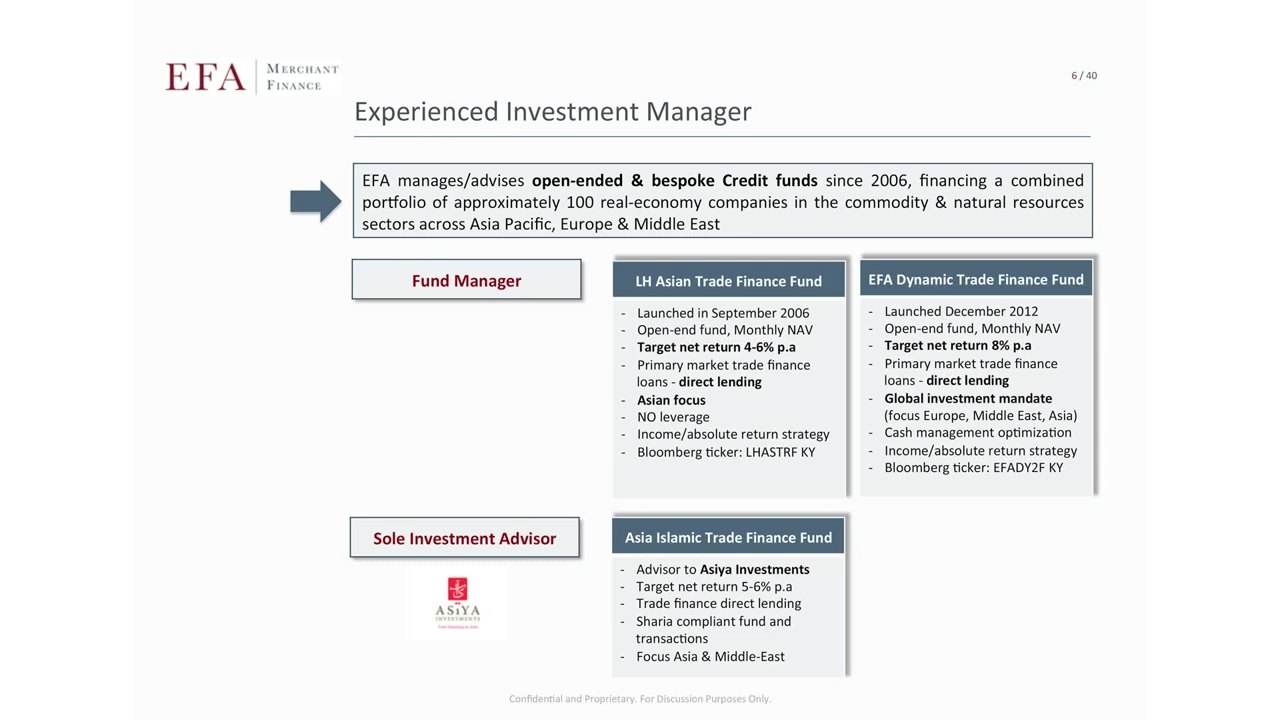 EFA MERCHANT
FINANCE
6 / 40
Experienced Investment Manager
EFA manages/advises open-ended & bespoke Credit funds since 2006, financing a combined
portfolio of approximately 100 real-economy companies in the commodity & natural resources
sectors across Asia Pacific, Europe & Middle East
Fund Manager
LH Asian Trade Finance Fund
- Launched in September 2006
- Open-end fund, Monthly NAV
- Target net return 4-6% p.a
- Primary market trade finance
loans - direct lending
- Asian focus
- NO leverage
- Income/absolute return strategy
- Bloomberg ticker: LHASTRF KY
EFA Dynamic Trade Finance Fund
- Launched December 2012
- Open-end fund, Monthly NAV
- Target net return 8% p.a
- Primary market trade finance
loans - direct lending
- Global investment mandate
(focus Europe, Middle East, Asia)
- Cash management optimization
- Income/absolute return strategy
- Bloomberg ticker: EFADY2F KY
Sole Investment Advisor
ASiYA
INVESTMENTS
Asia Islamic Trade Finance Fund
- Advisor to Asiya Investments
- Target net return 5-6% p.a
- Trade finance direct lending
- Sharia compliant fund and
transactions
- Focus Asia & Middle-East
Confidential and Proprietary. For Discussion Purposes Only.